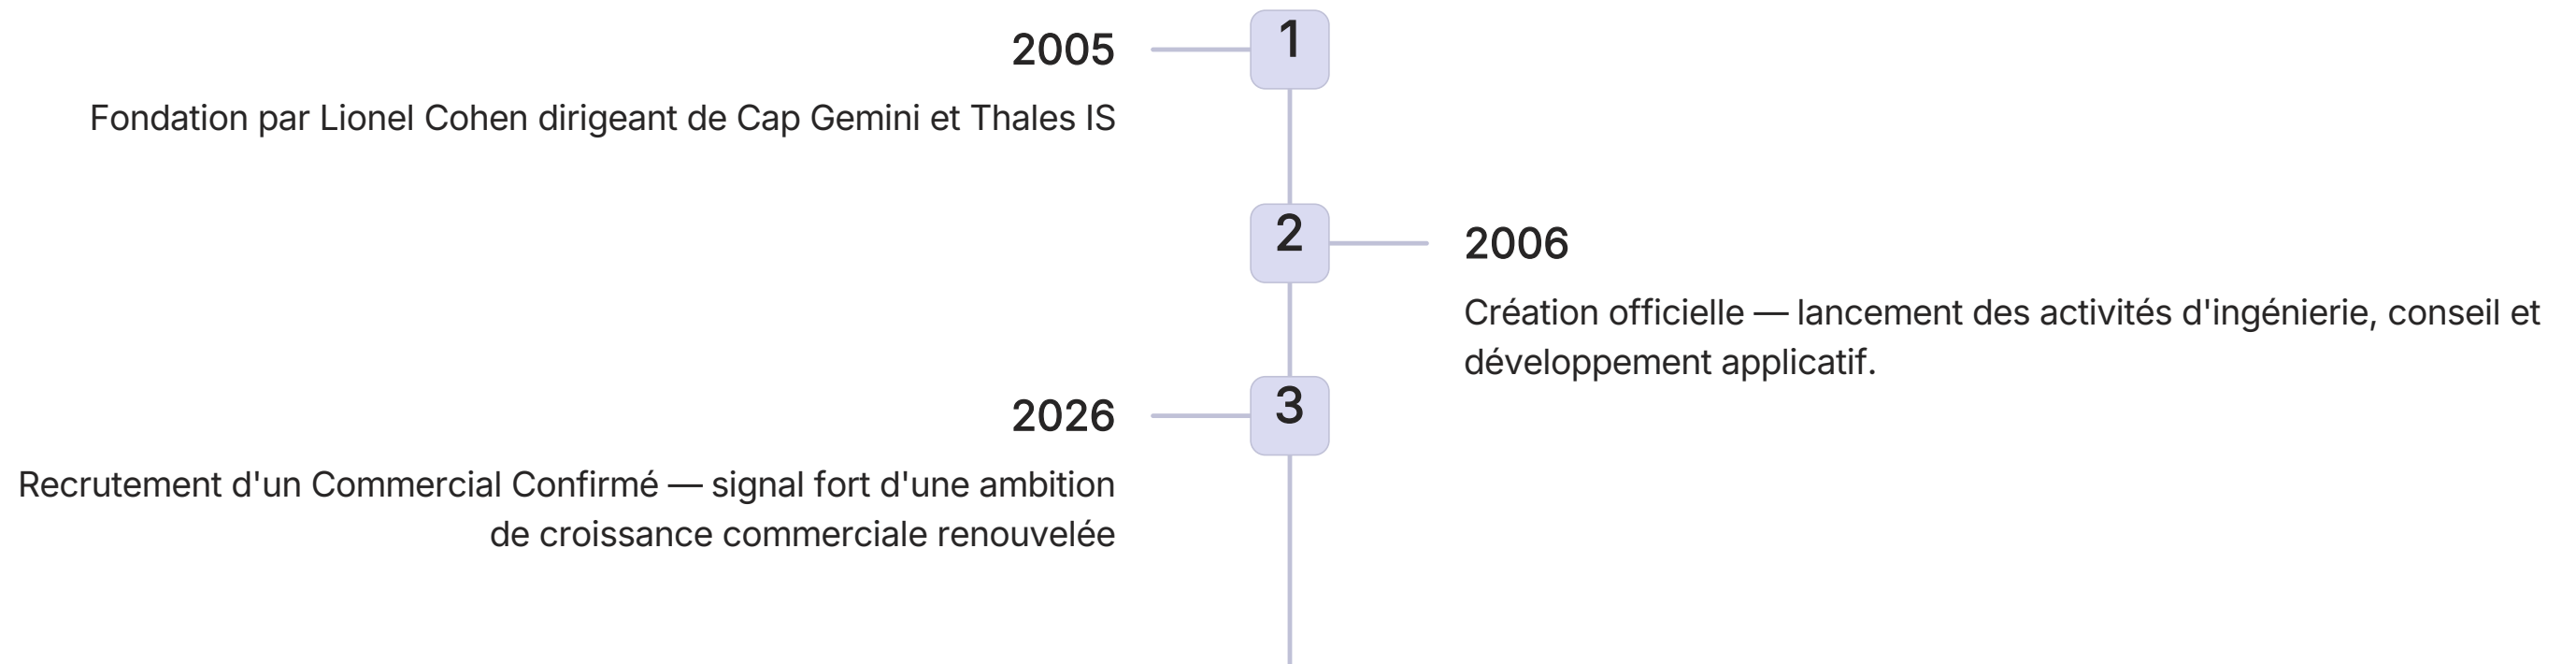 1
2005
Fondation par Lionel Cohen dirigeant de Cap Gemini et Thales IS
2
2006
Création officielle — lancement des activités d'ingénierie, conseil et
développement applicatif.
3
2026
Recrutement d'un Commercial Confirmé — signal fort d'une ambition
de croissance commerciale renouvelée